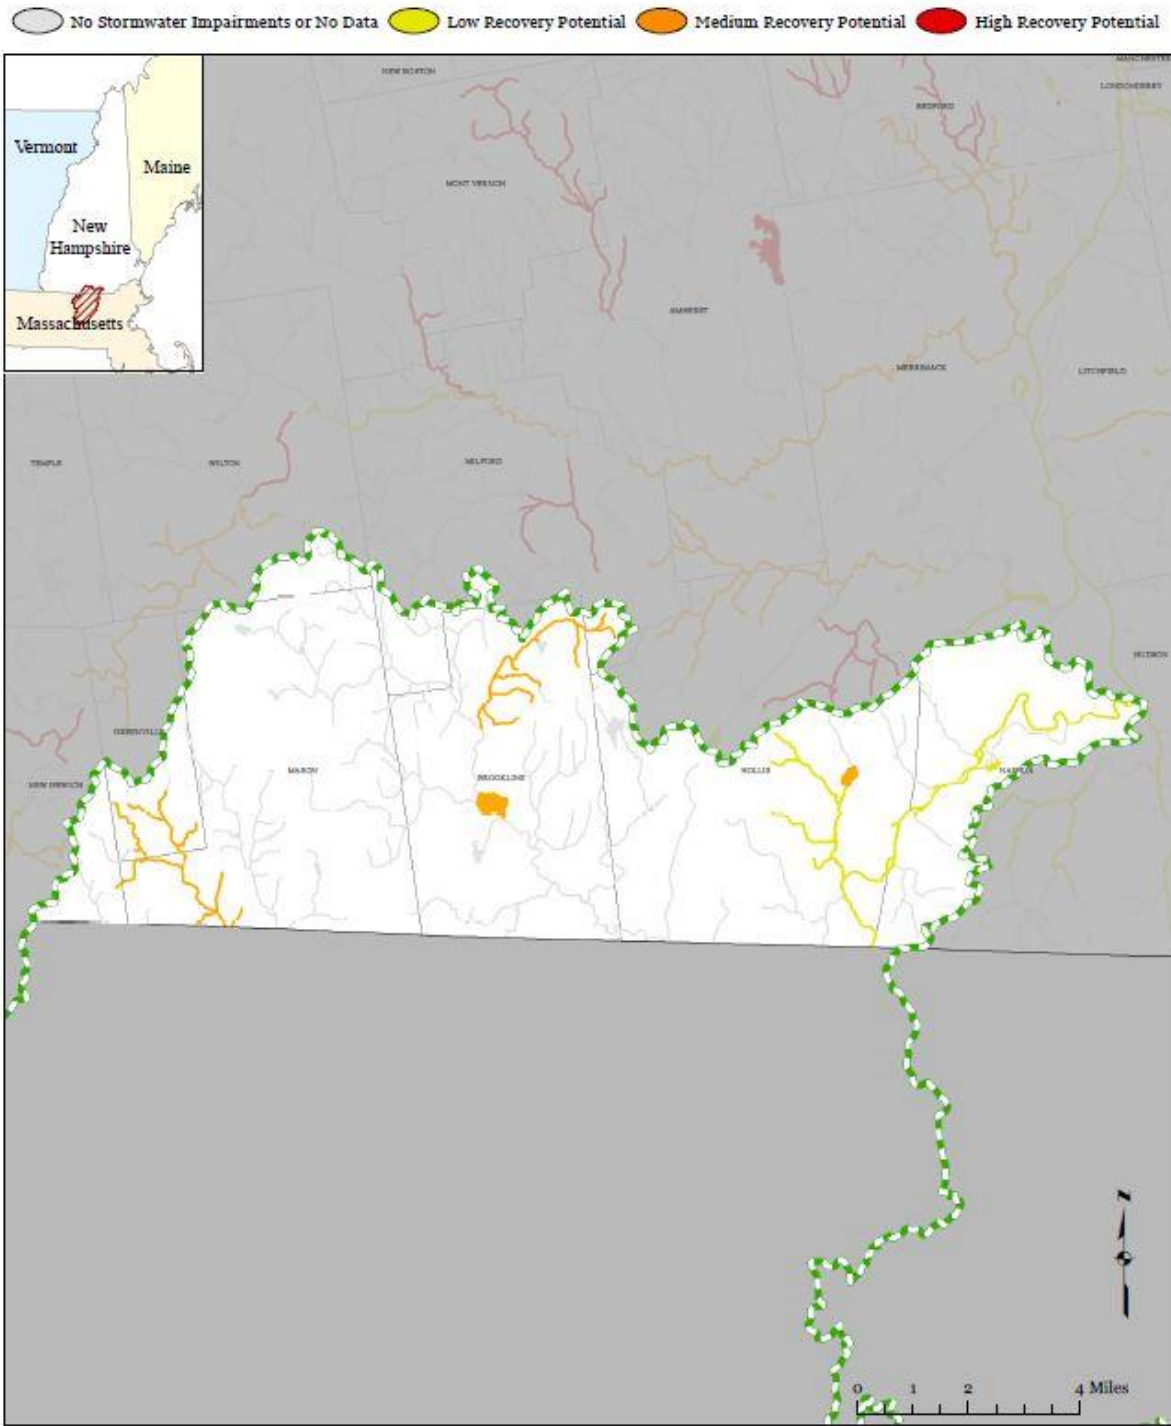 No Stormwater Impairments or No Data Low Recovery Potential Medium Recovery Potential High Recovery Potential
NEW BOSTON
MANCHESTER
LONDONDERRY
BEDFORD
Vermont
Maine
MONT VERNON
New
Hampshire
Massachusetts
AMHERST
MERRIMACK
LITCHFIELD
TEMPLE
WILTON
MILFORD
HUDSON
GREENVILLE
NEW IPSWICH
MASON
BROOKLINE
HOLLIS
NASHUA
N
0 1 2 4 Miles